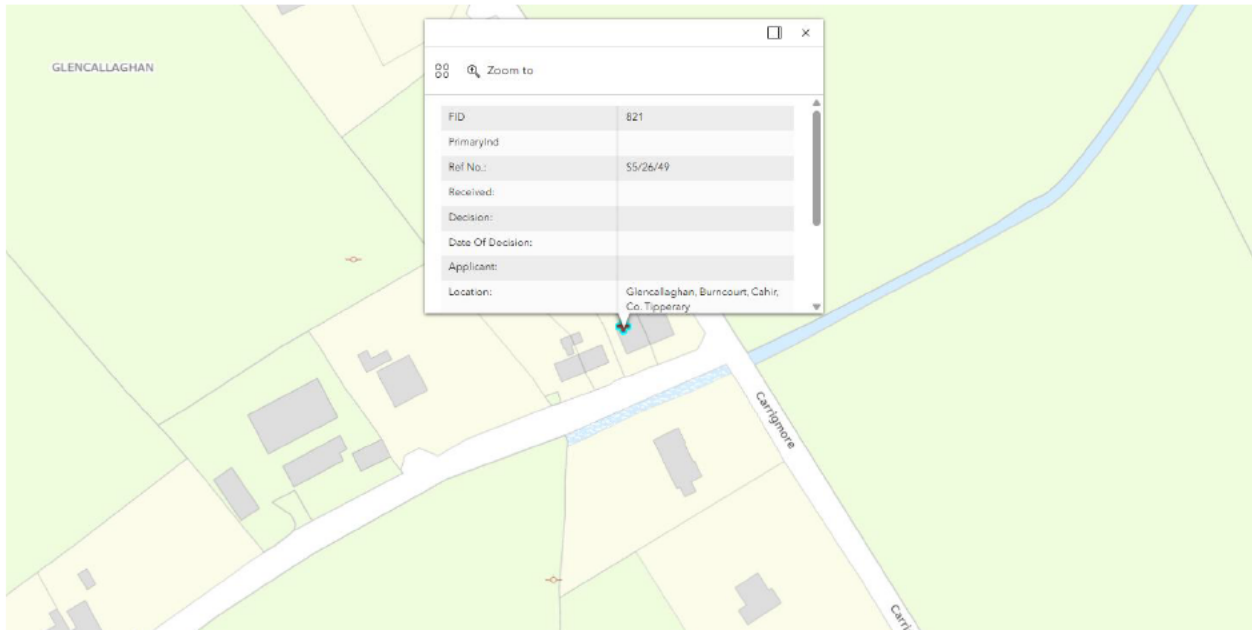 GLENCALLAGHAN
Zoom to
FID 821
PrimaryInd
Ref No.: S5/26/49
Received:
Decision:
Date Of Decision:
Applicant:
Location: Glencallaghan, Burncourt, Cahir,
Co. Tipperary
Carrigmore
Carri